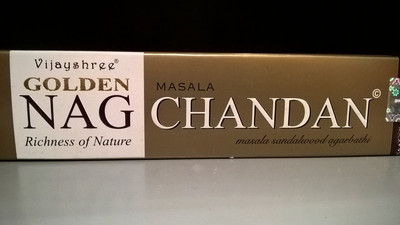 Vijayshree®
GOLDEN
NAG
Richness of Nature
MASALA
CHANDAN©
masala sandalwood agarbathi